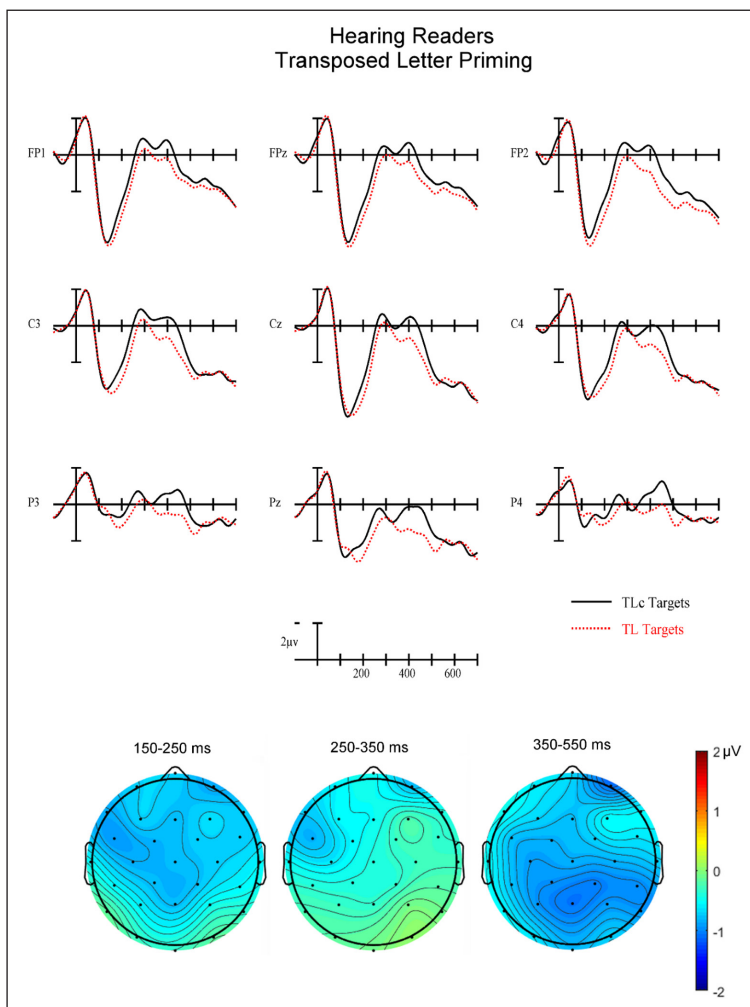 Hearing Readers
Transposed Letter Priming
FP1
FPz
FP2
C3
Cz
C4
P3
Pz
P4
TLc Targets
TL Targets
2μv
200 400 600
150-250 ms 250-350 ms 350-550 ms
2 μV
1
0
-1
-2